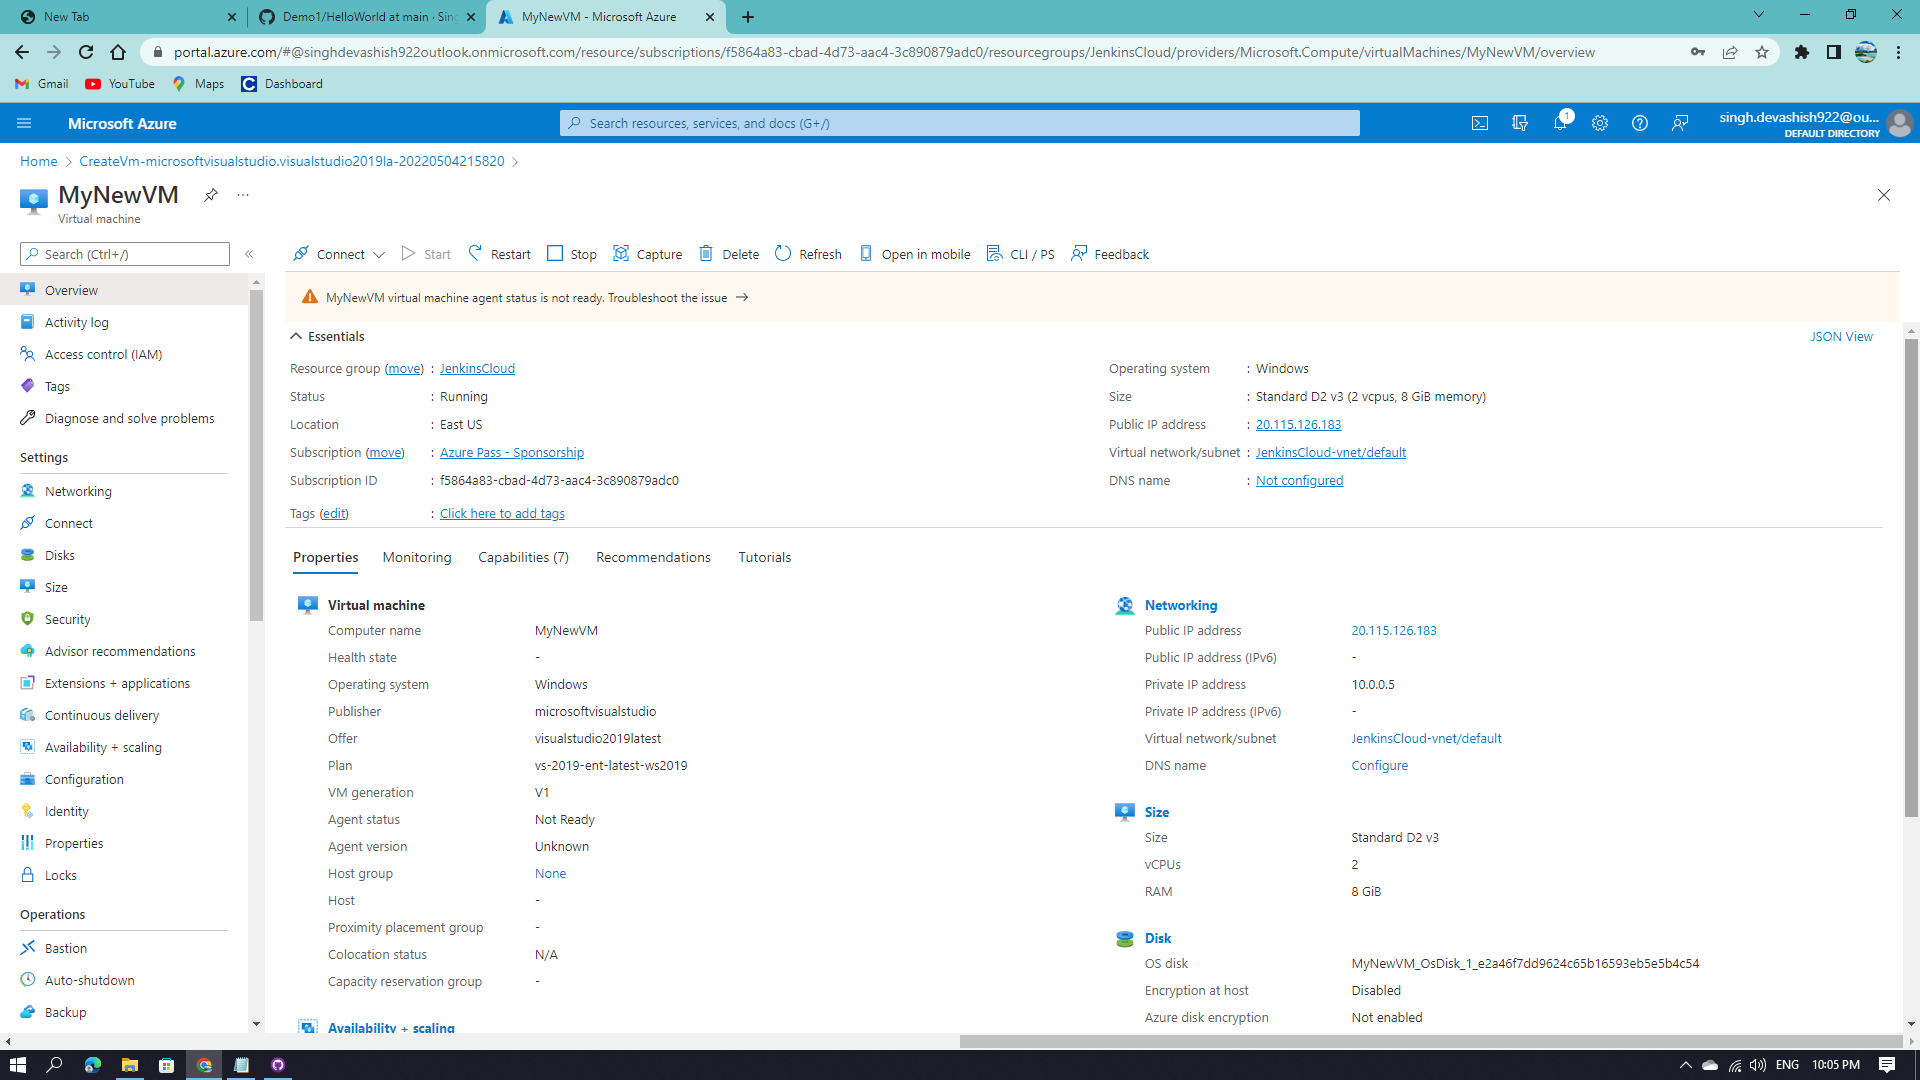 New Tab
Demo1/HelloWorld at main · Sin
MyNewVM - Microsoft Azure
portal.azure.com/#@singhdevashish922outlook.onmicrosoft.com/resource/subscriptions/f5864a83-cbad-4d73-aac4-3c890879adc0/resourcegroups/JenkinsCloud/providers/Microsoft.Compute/virtualMachines/MyNewVM/overview
Gmail
YouTube
Maps
Dashboard
Microsoft Azure
Search resources, services, and docs (G+/)
1
singh.devashish922@ou...
DEFAULT DIRECTORY
Home > CreateVm-microsoftvisualstudio.visualstudio2019la-20220504215820 >
MyNewVM
Virtual machine
Search (Ctrl+/)
Connect
Start
Restart
Stop
Capture
Delete
Refresh
Open in mobile
CLI / PS
Feedback
MyNewVM virtual machine agent status is not ready. Troubleshoot the issue →
Overview
Activity log
Access control (IAM)
Tags
Diagnose and solve problems
Settings
Networking
Connect
Disks
Size
Security
Advisor recommendations
Extensions + applications
Continuous delivery
Availability + scaling
Configuration
Identity
Properties
Locks
Operations
Bastion
Auto-shutdown
Backup
Essentials
JSON View
Resource group (move) : JenkinsCloud
Status : Running
Location : East US
Subscription (move) : Azure Pass - Sponsorship
Subscription ID : f5864a83-cbad-4d73-aac4-3c890879adc0
Tags (edit) : Click here to add tags
Operating system : Windows
Size : Standard D2 v3 (2 vcpus, 8 GiB memory)
Public IP address : 20.115.126.183
Virtual network/subnet : JenkinsCloud-vnet/default
DNS name : Not configured
Properties
Monitoring
Capabilities (7)
Recommendations
Tutorials
Virtual machine
Computer name MyNewVM
Health state -
Operating system Windows
Publisher microsoftvisualstudio
Offer visualstudio2019latest
Plan vs-2019-ent-latest-ws2019
VM generation V1
Agent status Not Ready
Agent version Unknown
Host group None
Host -
Proximity placement group -
Colocation status N/A
Capacity reservation group -
Availability + scaling
Networking
Public IP address 20.115.126.183
Public IP address (IPv6) -
Private IP address 10.0.0.5
Private IP address (IPv6) -
Virtual network/subnet JenkinsCloud-vnet/default
DNS name Configure
Size
Size Standard D2 v3
vCPUs 2
RAM 8 GiB
Disk
OS disk MyNewVM_OsDisk_1_e2a46f7dd9624c65b16593eb5e5b4c54
Encryption at host Disabled
Azure disk encryption Not enabled
ENG
10:05 PM